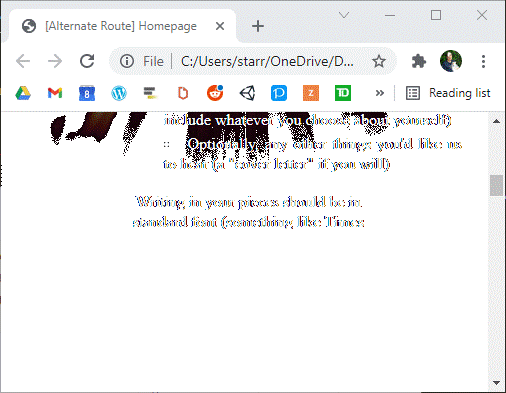 [Alternate Route] Homepage
File
C:/Users/starr/OneDrive/D...
8
Reading list
include whatever you choose, about yourself)
:: Optionally, any other things you'd like us
to hear (a "cover letter" if you will)
Writing in your pieces should be in
standard font (something like Times